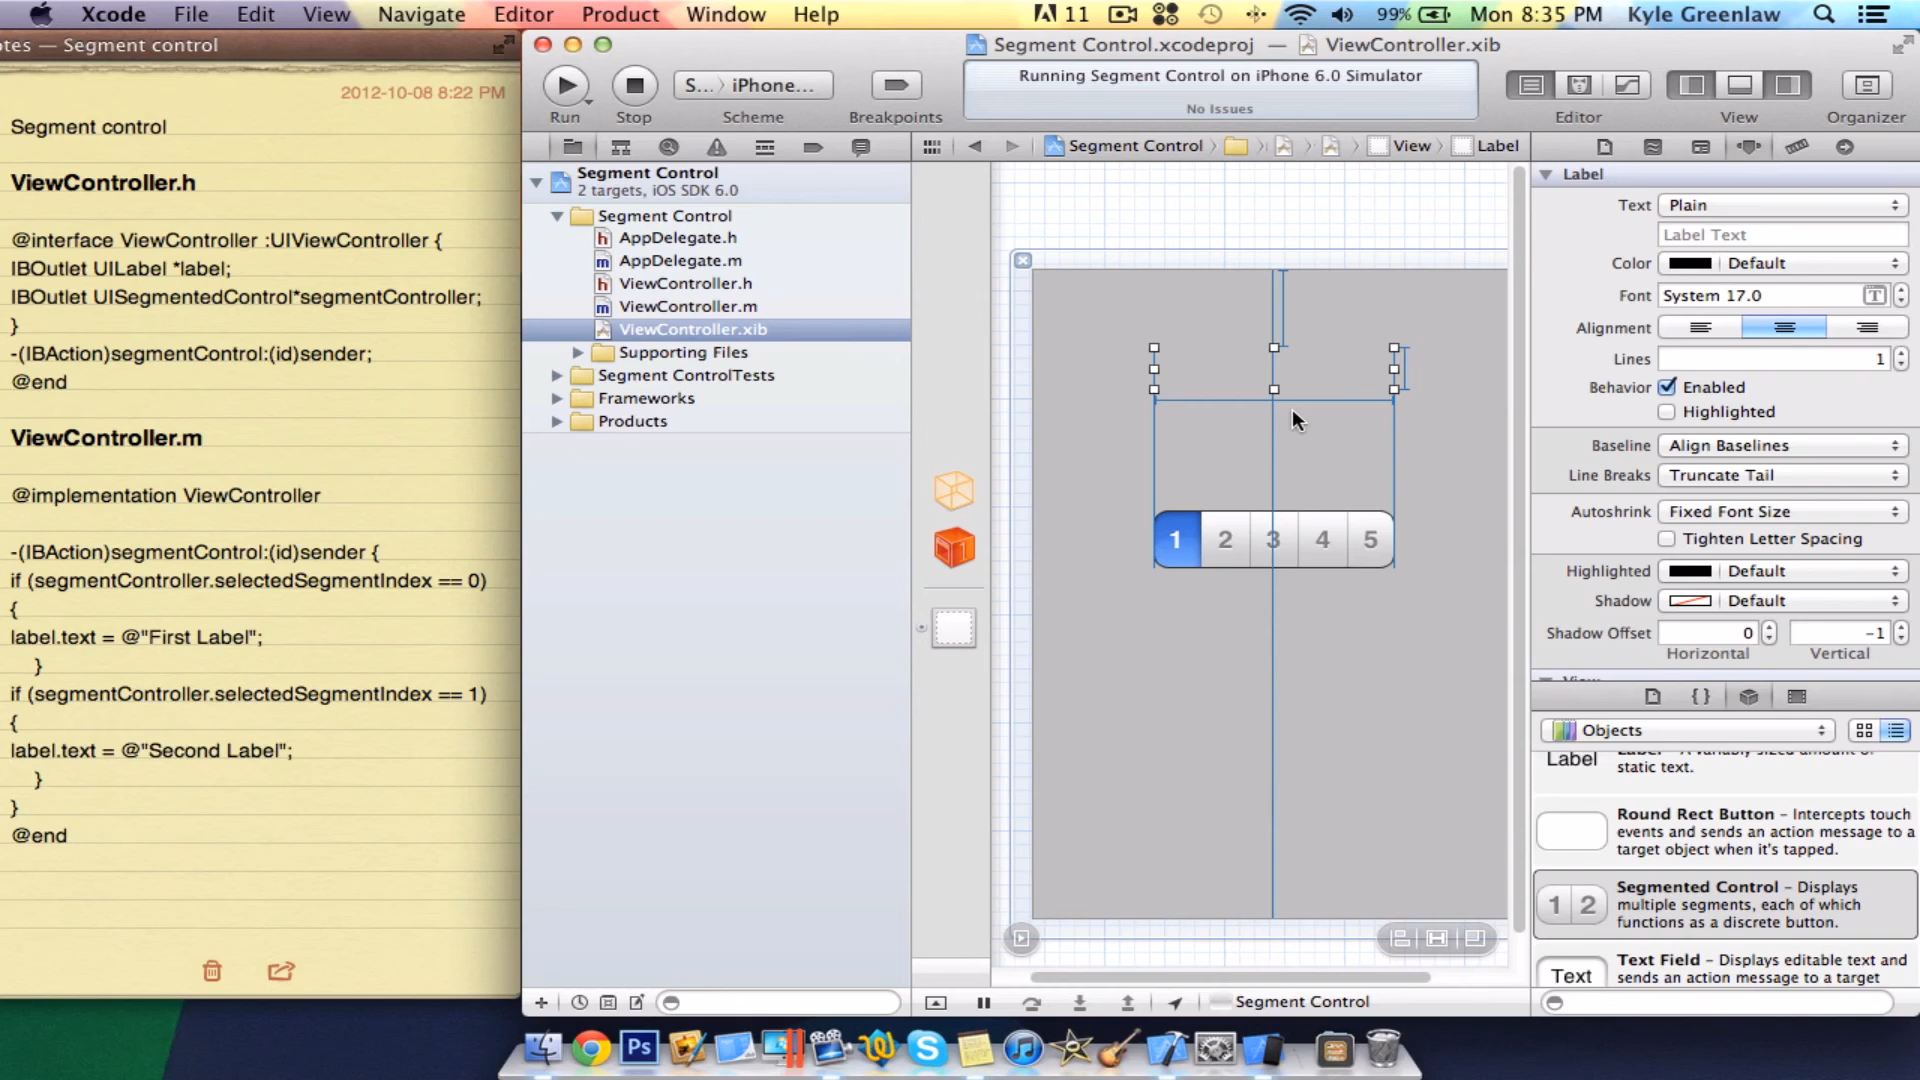 Xcode File Edit View Navigate Editor Product Window Help 11 99% Mon 8:35 PM Kyle Greenlaw
tes — Segment control
2012-10-08 8:22 PM
Segment control
ViewController.h
@interface ViewController :UIViewController {
IBOutlet UILabel *label;
IBOutlet UISegmentedControl*segmentController;
}
-(IBAction)segmentControl:(id)sender;
@end
ViewController.m
@implementation ViewController
-(IBAction)segmentControl:(id)sender {
if (segmentController.selectedSegmentIndex == 0)
{
label.text = @"First Label";
}
if (segmentController.selectedSegmentIndex == 1)
{
label.text = @"Second Label";
}
}
@end
Segment Control.xcodeproj — ViewController.xib
S... iPhone...
Running Segment Control on iPhone 6.0 Simulator
No Issues
Run Stop Scheme Breakpoints Editor View Organizer
Segment Control View Label
Segment Control
2 targets, iOS SDK 6.0
Segment Control
AppDelegate.h
AppDelegate.m
ViewController.h
ViewController.m
ViewController.xib
Supporting Files
Segment ControlTests
Frameworks
Products
1 2 3 4 5
Segment Control
Label
Text Plain
Label Text
Color Default
Font System 17.0
Alignment
Lines 1
Behavior Enabled
Highlighted
Baseline Align Baselines
Line Breaks Truncate Tail
Autoshrink Fixed Font Size
Tighten Letter Spacing
Highlighted Default
Shadow Default
Shadow Offset 0 -1
Horizontal Vertical
{ }
Objects
Label
static text.
Round Rect Button – Intercepts touch
events and sends an action message to a
target object when it's tapped.
1 2
Segmented Control – Displays
multiple segments, each of which
functions as a discrete button.
Text
Text Field – Displays editable text and
sends an action message to a target
Ps